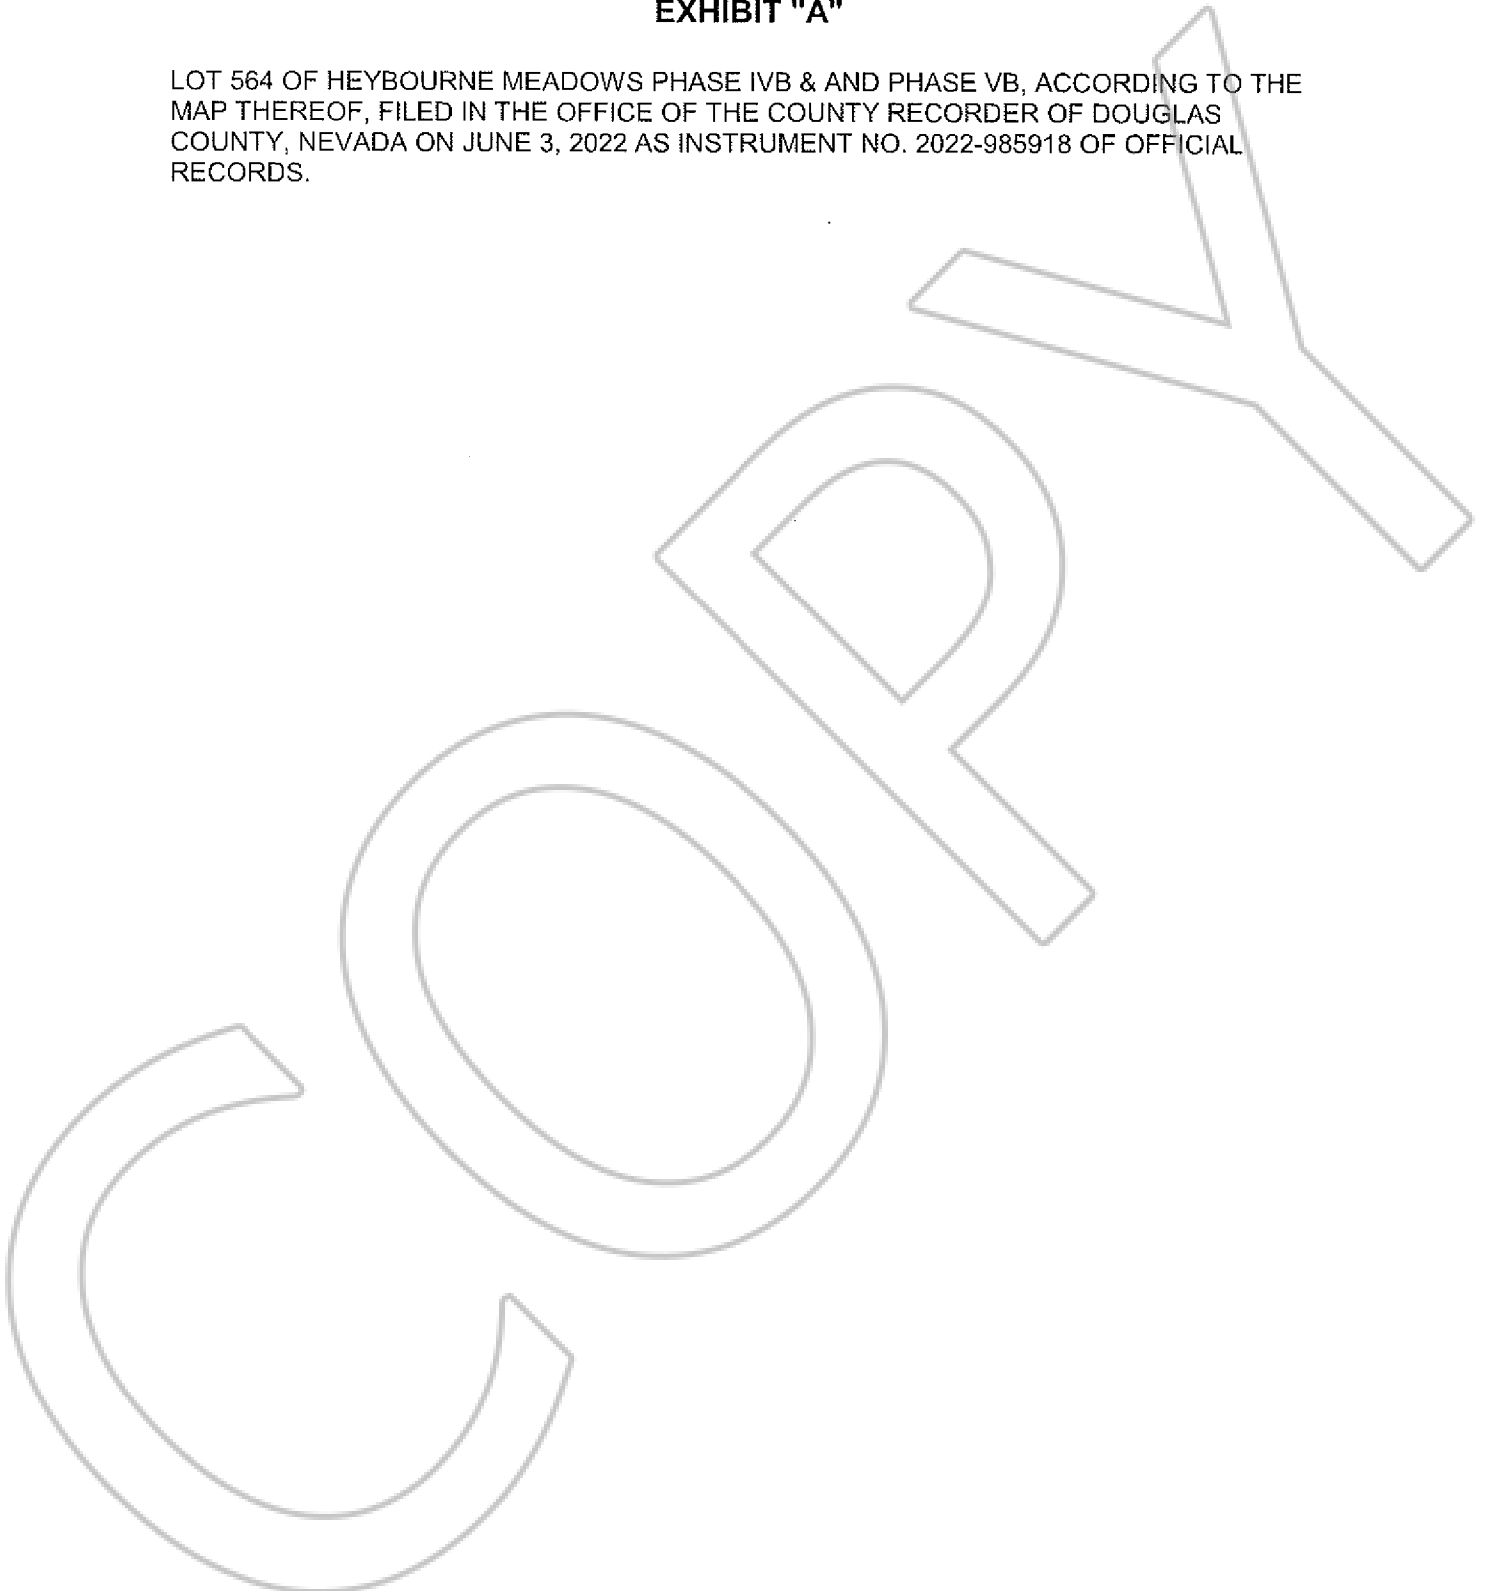 EXHIBIT "A"
LOT 564 OF HEYBOURNE MEADOWS PHASE IVB & AND PHASE VB, ACCORDING TO THE
MAP THEREOF, FILED IN THE OFFICE OF THE COUNTY RECORDER OF DOUGLAS
COUNTY, NEVADA ON JUNE 3, 2022 AS INSTRUMENT NO. 2022-985918 OF OFFICIAL
RECORDS.
COPY